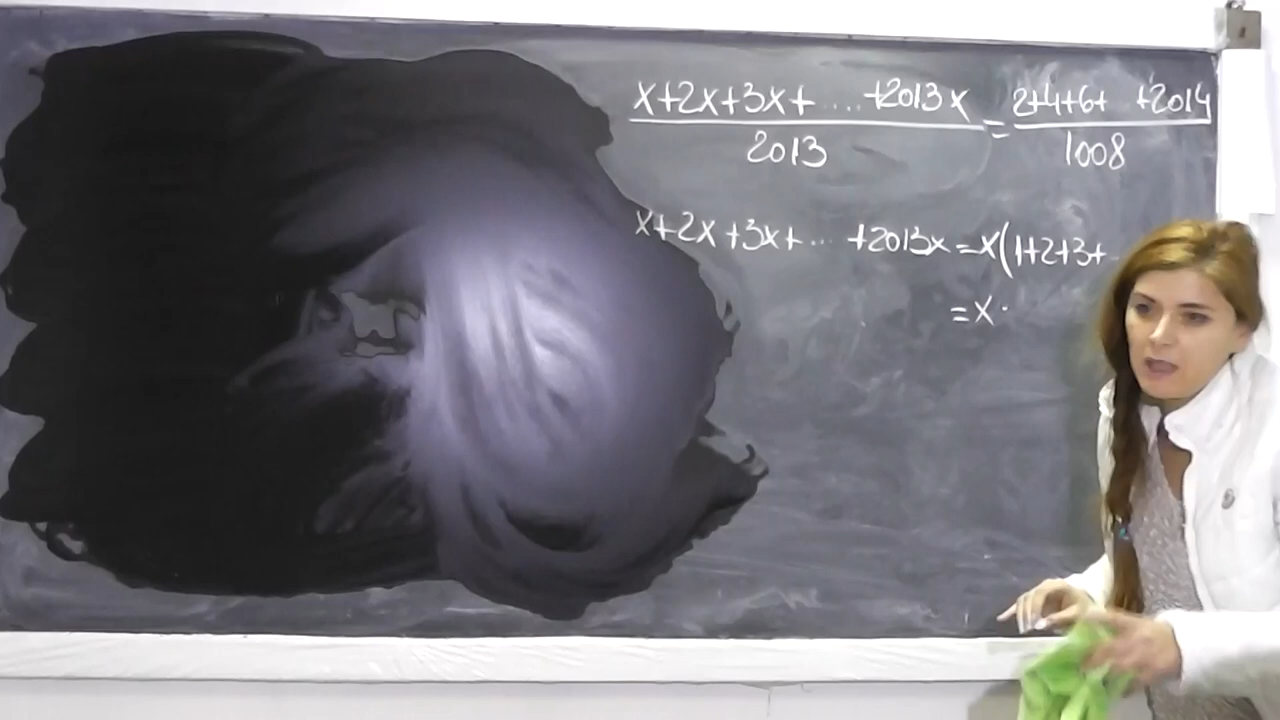 x+2x+3x+ .... +2013x / 2013 = 2+4+6+ +2014 / 1008
x+2x+3x+ ... +2013x = x(1+2+3+
= x ·